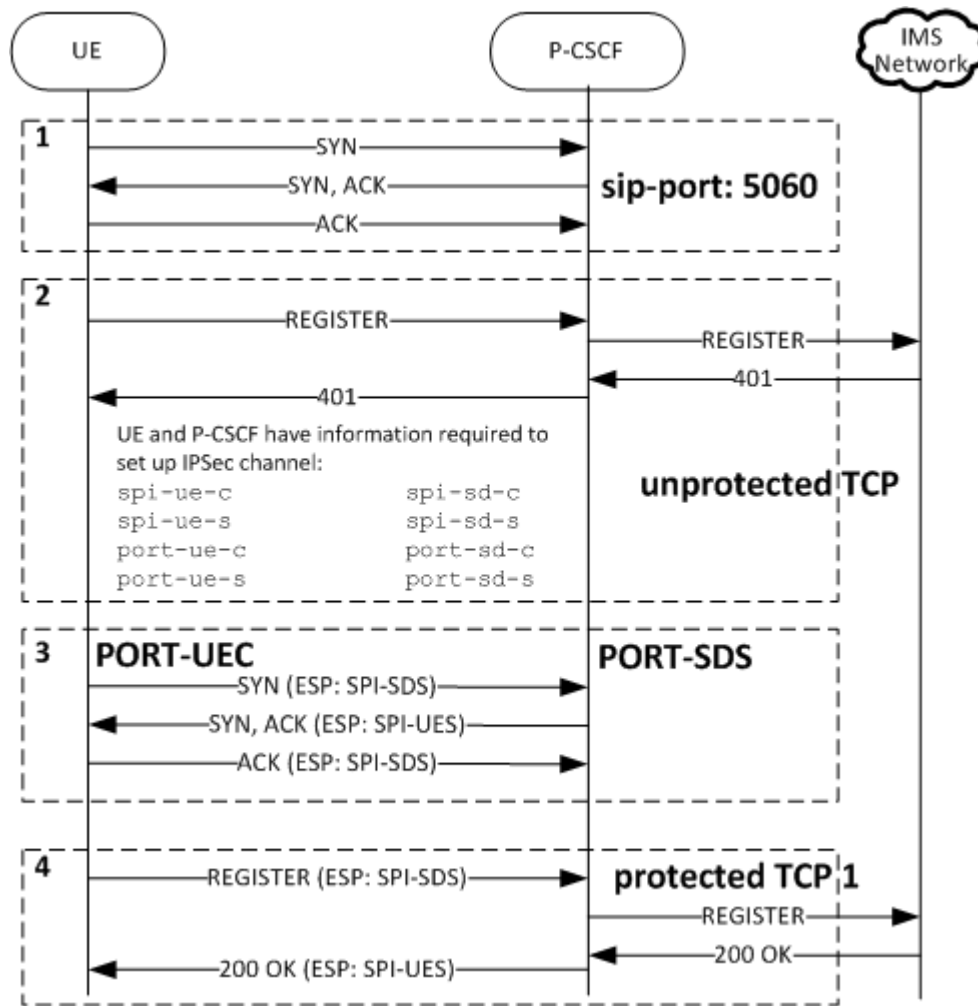 UE
P-CSCF
IMS
Network
1
SYN
SYN, ACK
sip-port: 5060
ACK
2
REGISTER
REGISTER
401
401
UE and P-CSCF have information required to
set up IPSec channel:
spi-ue-c spi-sd-c
spi-ue-s spi-sd-s
port-ue-c port-sd-c
port-ue-s port-sd-s
unprotected TCP
3
PORT-UEC
PORT-SDS
SYN (ESP: SPI-SDS)
SYN, ACK (ESP: SPI-UES)
ACK (ESP: SPI-SDS)
4
REGISTER (ESP: SPI-SDS)
protected TCP 1
REGISTER
200 OK
200 OK (ESP: SPI-UES)